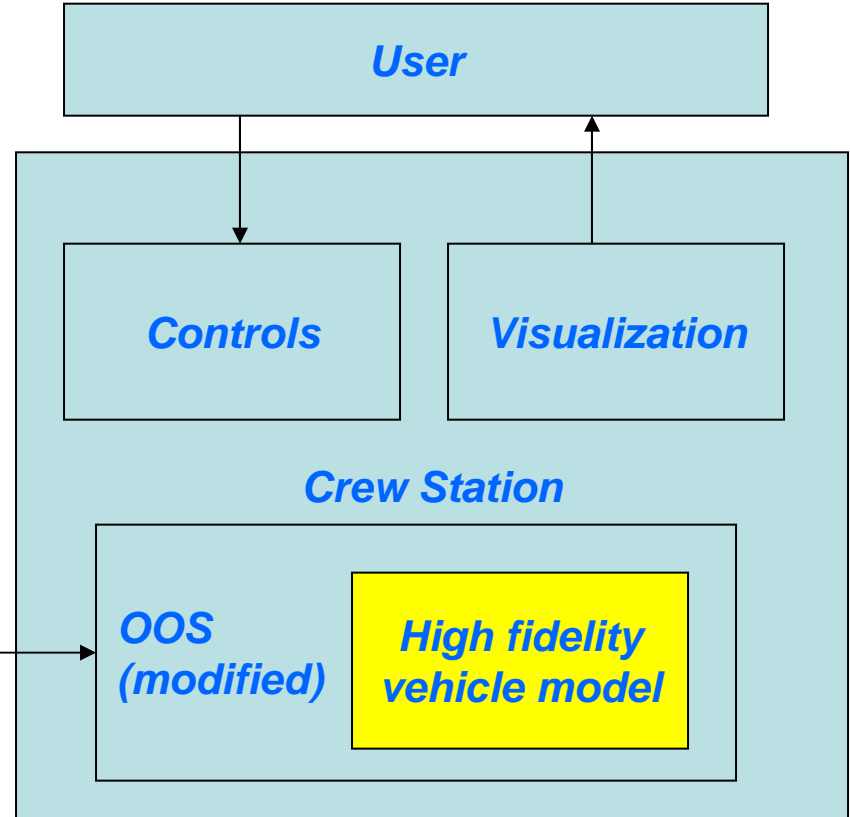 User
Controls
Visualization
Crew Station
OOS
(modified)
High fidelity
vehicle model